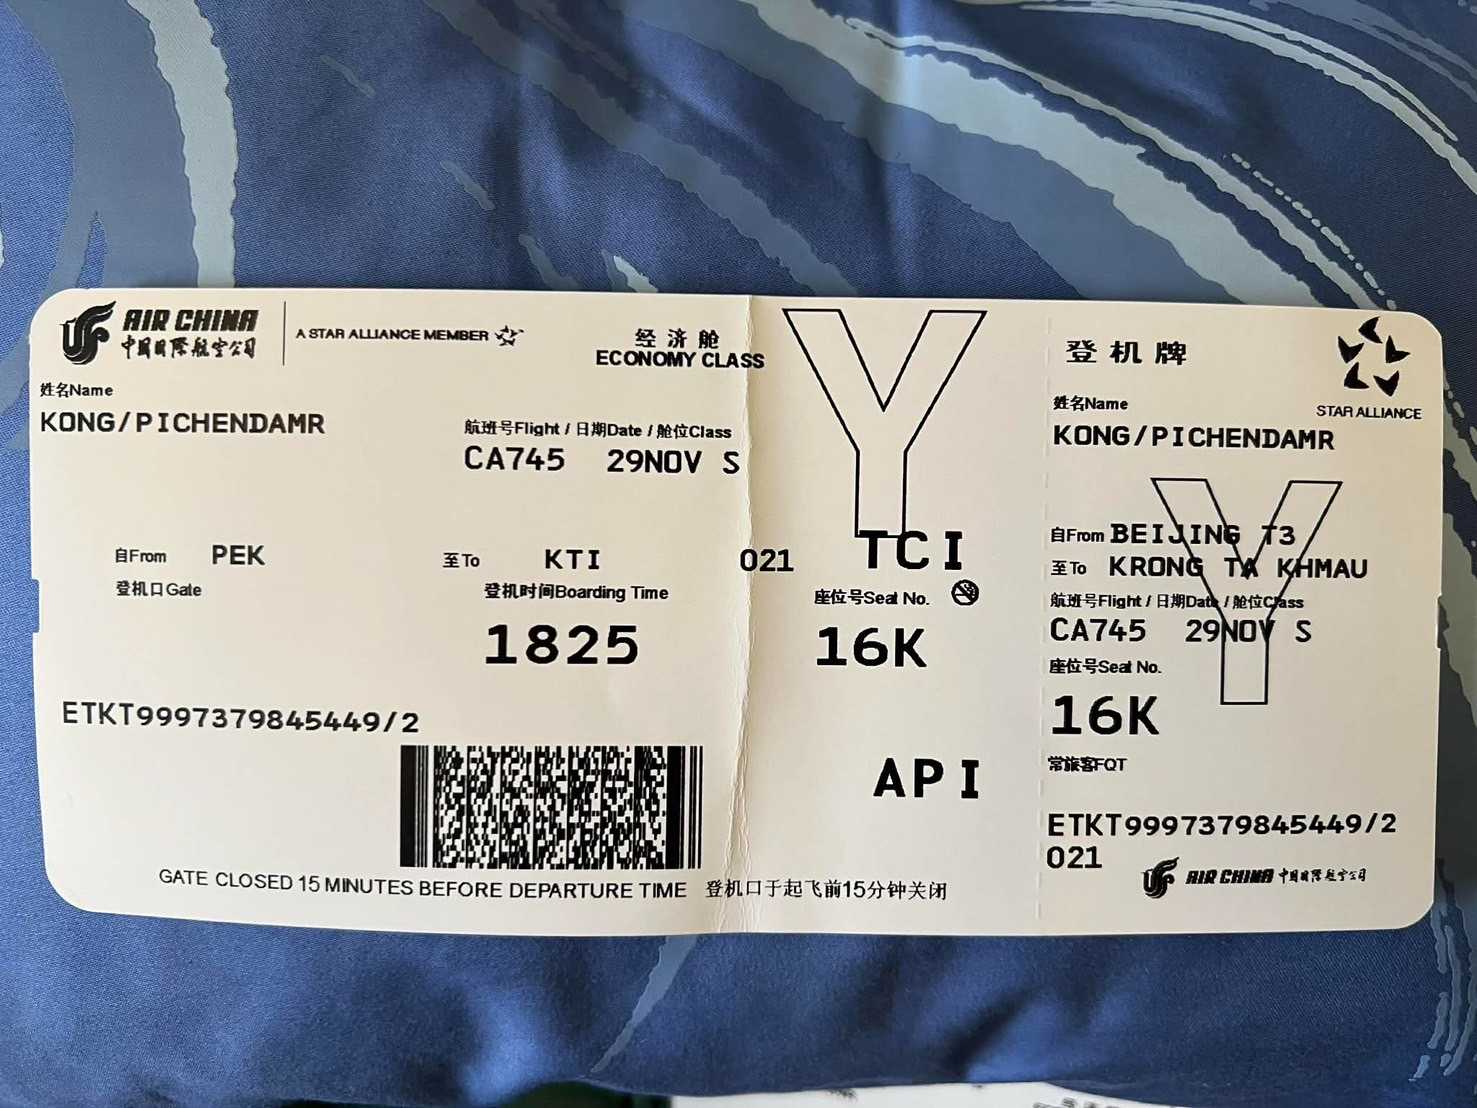 AIR CHINA
中国国际航空公司
A STAR ALLIANCE MEMBER
经济舱
ECONOMY CLASS
姓名Name
KONG/PICHENDAMR
航班号Flight / 日期Date / 舱位Class
CA745 29NOV S
自From PEK
至To KTI
021
登机口Gate
登机时间Boarding Time
1825
ETKT9997379845449/2
GATE CLOSED 15 MINUTES BEFORE DEPARTURE TIME 登机口于起飞前15分钟关闭
Y
TCI
座位号Seat No.
16K
API
登机牌
STAR ALLIANCE
姓名Name
KONG/PICHENDAMR
Y
自From BEIJING T3
至To KRONG TA KHMAU
航班号Flight / 日期Date / 舱位Class
CA745 29NOV S
座位号Seat No.
16K
常旅客FQT
ETKT9997379845449/2
021
AIR CHINA 中国国际航空公司